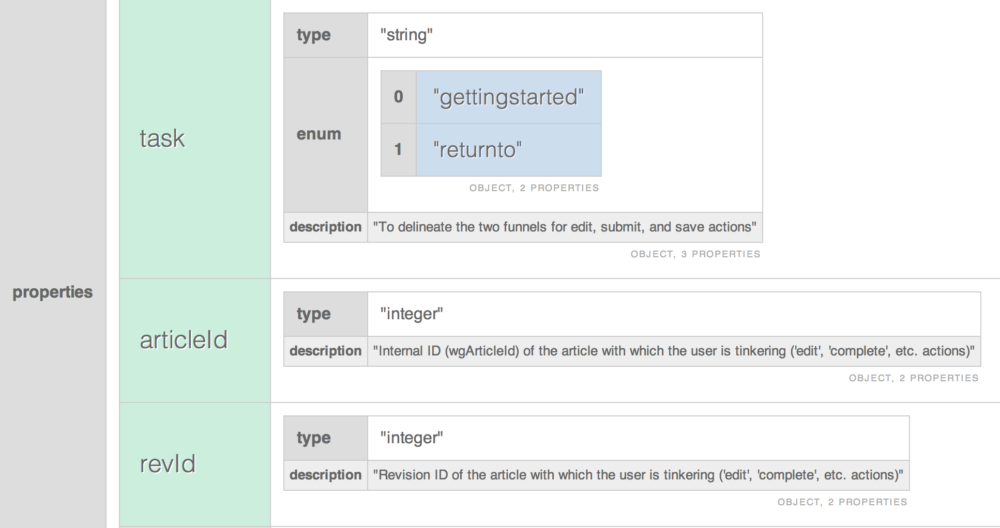 properties
task
type "string"
enum
0 "gettingstarted"
1 "returnto"
OBJECT, 2 PROPERTIES
description "To delineate the two funnels for edit, submit, and save actions"
OBJECT, 3 PROPERTIES
articleId
type "integer"
description "Internal ID (wgArticleId) of the article with which the user is tinkering ('edit', 'complete', etc. actions)"
OBJECT, 2 PROPERTIES
revId
type "integer"
description "Revision ID of the article with which the user is tinkering ('edit', 'complete', etc. actions)"
OBJECT, 2 PROPERTIES